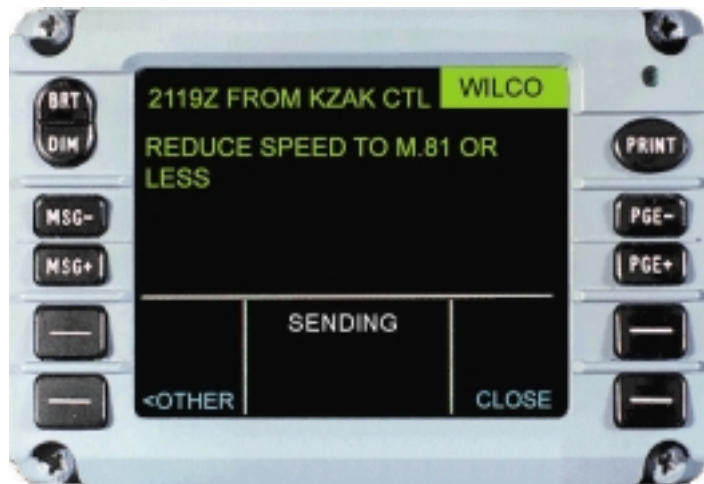 BRT
DIM
2119Z FROM KZAK CTL WILCO
PRINT
REDUCE SPEED TO M.81 OR
LESS
MSG-
PGE-
MSG+
PGE+
SENDING
<OTHER
CLOSE